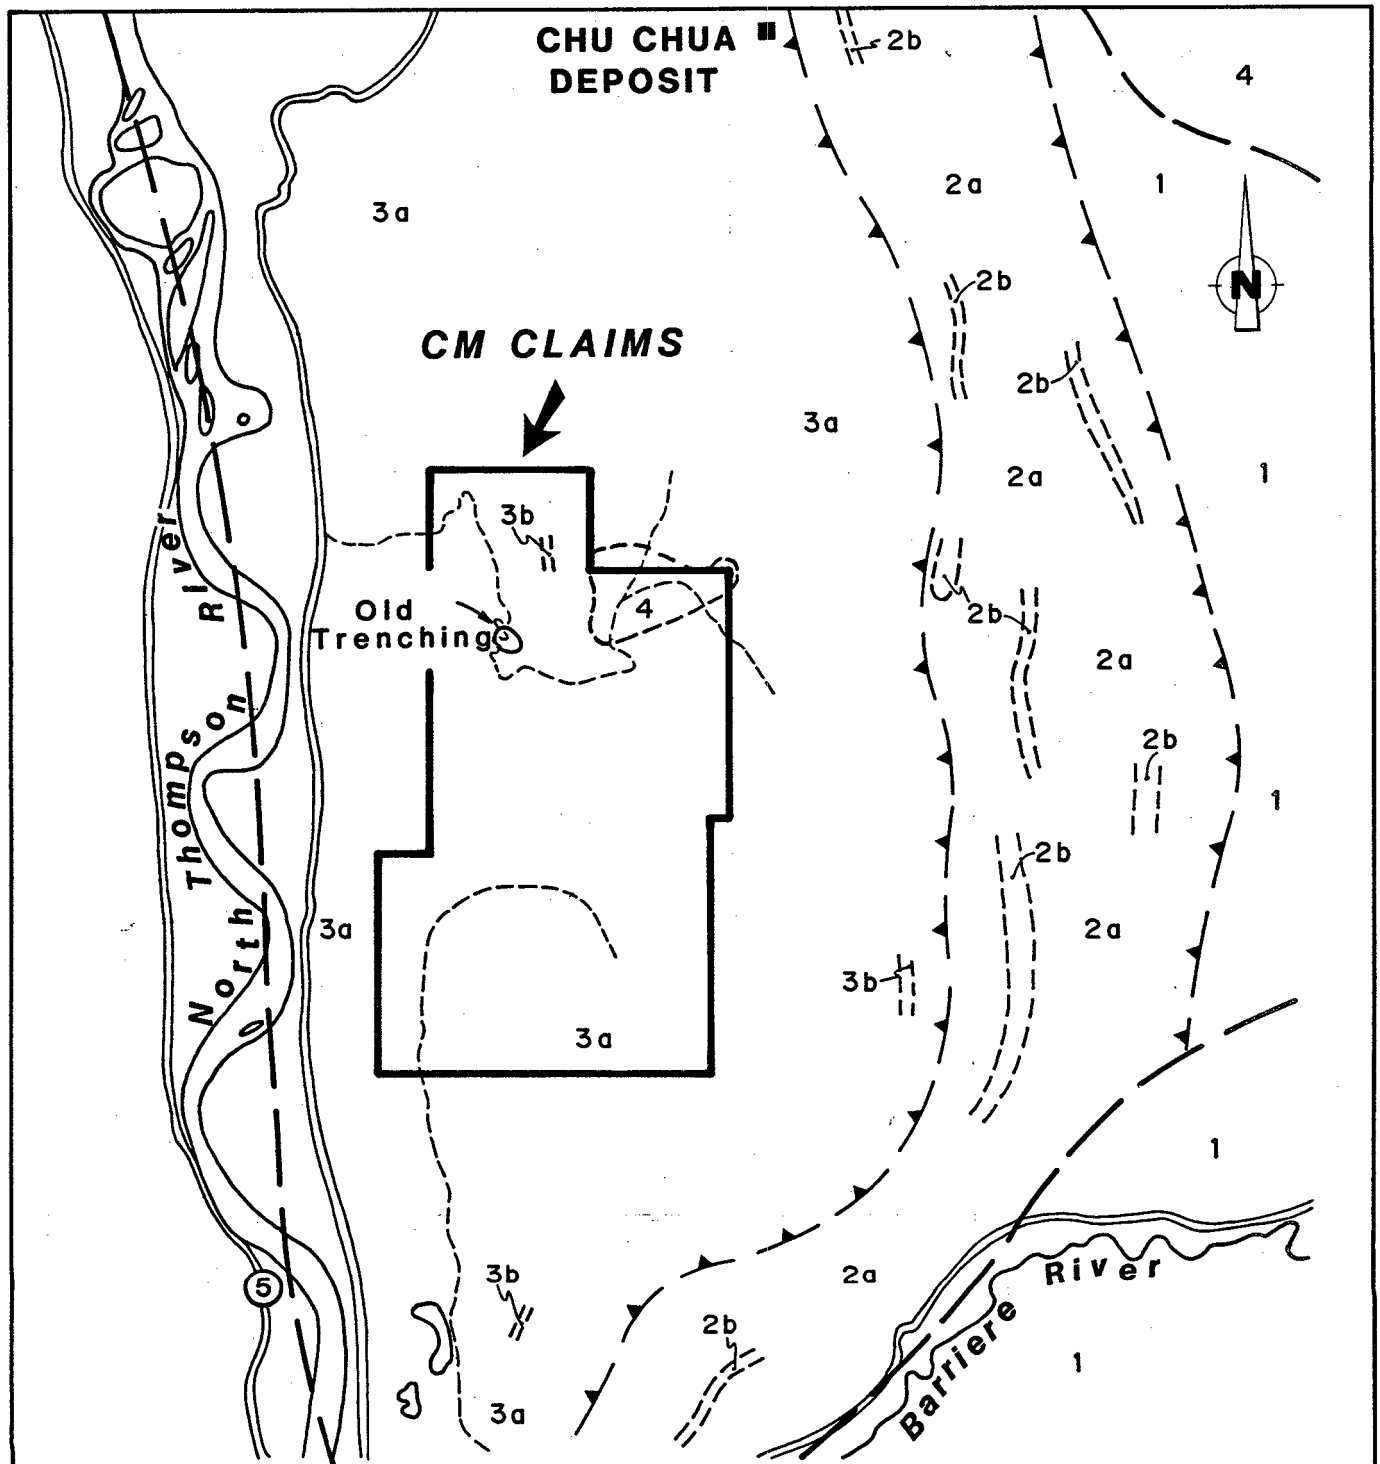 CHU CHUA
DEPOSIT
2b
4
2a
1
3a
N
2b
CM CLAIMS
2b
3a
2a
1
3b
Old
Trenching
4
2b
2a
2b
1
2b
3a
2a
3b
3a
North Thompson River
1
5
3b
2a
2b
Barriere River
1
3a